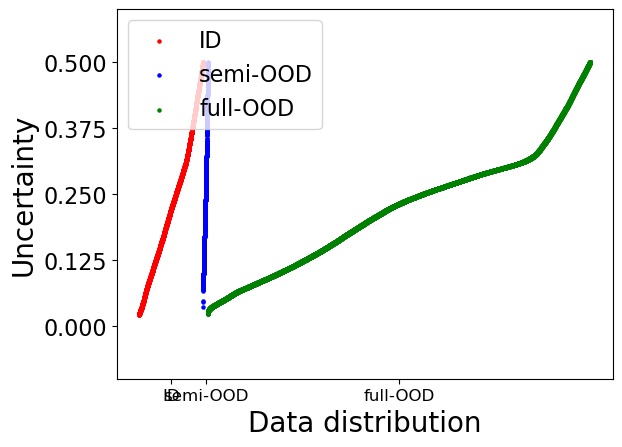 ID
semi-OOD
full-OOD
0.500
0.375
0.250
0.125
0.000
Uncertainty
ID
semi-OOD
full-OOD
Data distribution